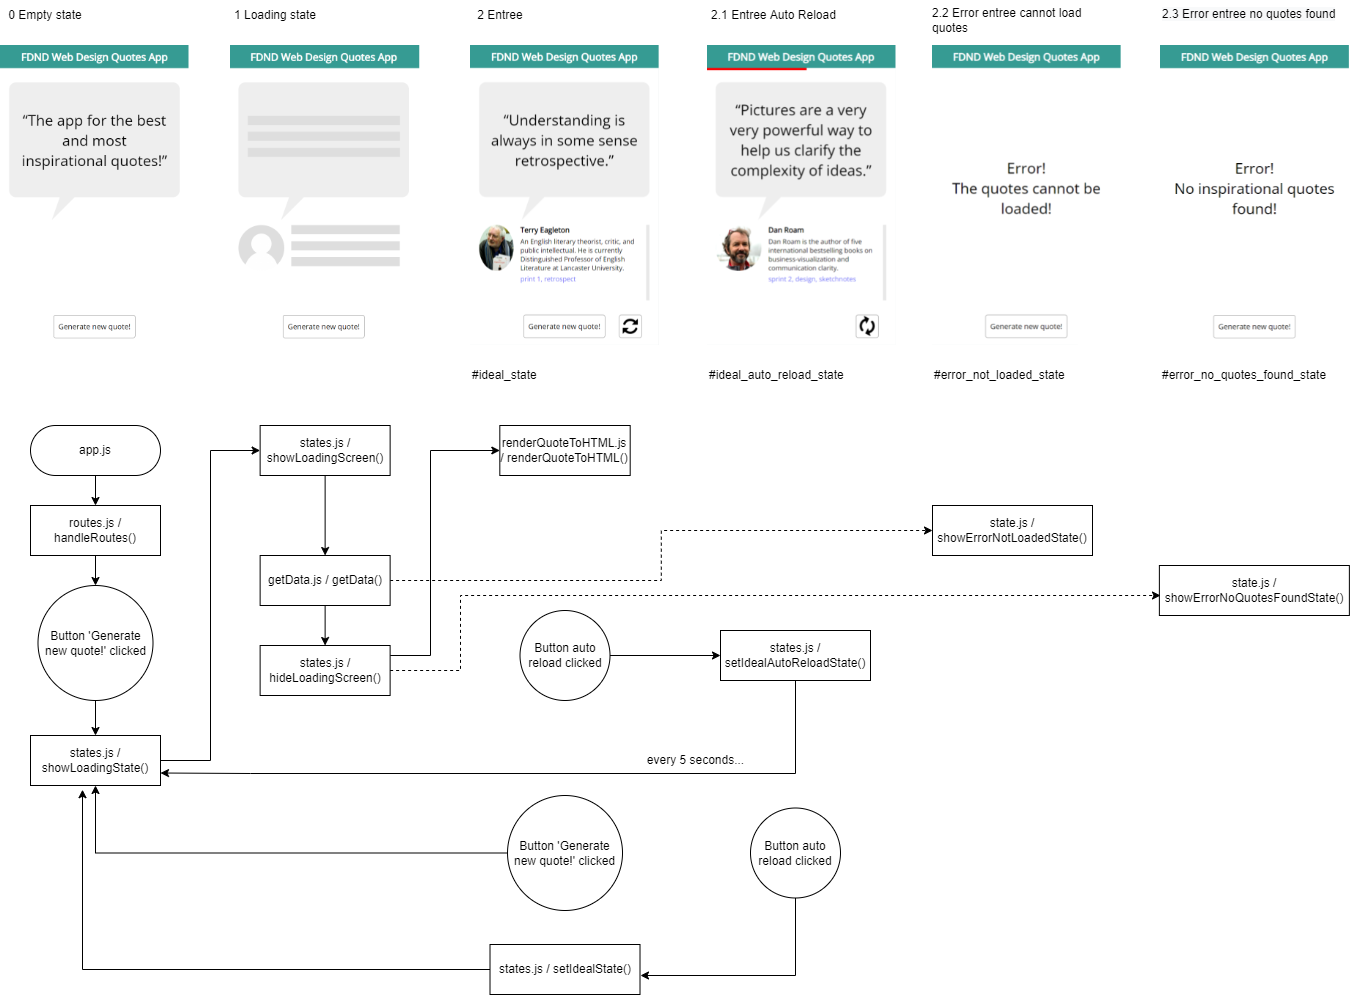 0 Empty state
1 Loading state
2 Entree
2.1 Entree Auto Reload
2.2 Error entree cannot load
quotes
2.3 Error entree no quotes found
FDND Web Design Quotes App
“The app for the best
and most
inspirational quotes!”
Generate new quote!
FDND Web Design Quotes App
Generate new quote!
FDND Web Design Quotes App
“Understanding is
always in some sense
retrospective.”
Terry Eagleton
An English literary theorist, critic, and
public intellectual. He is currently
Distinguished Professor of English
Literature at Lancaster University.
print 1, retrospect
Generate new quote!
FDND Web Design Quotes App
“Pictures are a very
very powerful way to
help us clarify the
complexity of ideas.”
Dan Roam
Dan Roam is the author of five
international bestselling books on
business-visualization and
communication clarity.
sprint 2, design, sketchnotes
FDND Web Design Quotes App
Error!
The quotes cannot be
loaded!
Generate new quote!
FDND Web Design Quotes App
Error!
No inspirational quotes
found!
Generate new quote!
#ideal_state
#ideal_auto_reload_state
#error_not_loaded_state
#error_no_quotes_found_state
app.js
states.js /
showLoadingScreen()
renderQuoteToHTML.js
/ renderQuoteToHTML()
routes.js /
handleRoutes()
state.js /
showErrorNotLoadedState()
getData.js / getData()
state.js /
showErrorNoQuotesFoundState()
Button 'Generate
new quote!' clicked
states.js /
hideLoadingScreen()
Button auto
reload clicked
states.js /
setIdealAutoReloadState()
states.js /
showLoadingState()
every 5 seconds...
Button 'Generate
new quote!' clicked
Button auto
reload clicked
states.js / setIdealState()